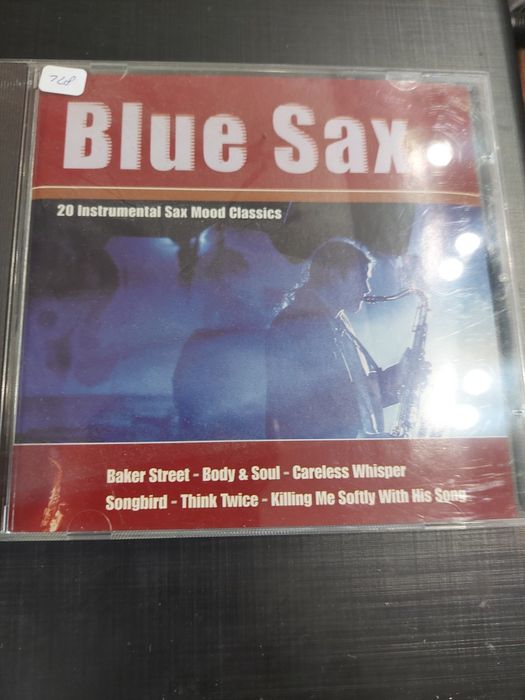 Blue Sax
20 Instrumental Sax Mood Classics
Baker Street - Body & Soul - Careless Whisper
Songbird - Think Twice - Killing Me Softly With His Song